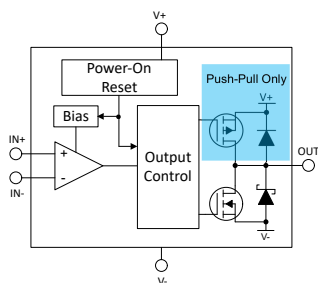 V+
Power-On
Reset
Push-Pull Only
V+
Bias
IN+
+
Output
Control
OUT
IN-
-
V-
V-